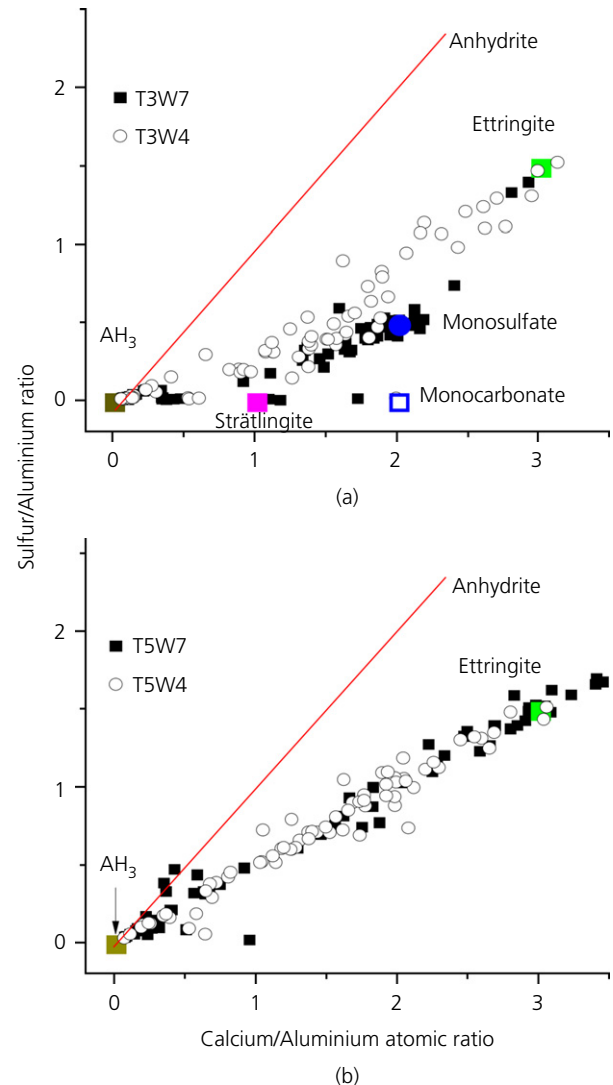 Anhydrite
2
T3W7
T3W4
Ettringite
1
AH3
Monosulfate
Monocarbonate
0
Strätlingite
0
1
2
3
(a)
Sulfur/Aluminium ratio
Anhydrite
2
T5W7
T5W4
Ettringite
1
AH3
0
0
1
2
3
Calcium/Aluminium atomic ratio
(b)